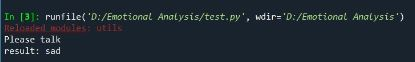 In [3]: runfile('D:/Emotional Analysis/test.py', wdir='D:/Emotional Analysis')
Reloaded modules: utils
Please talk
result: sad